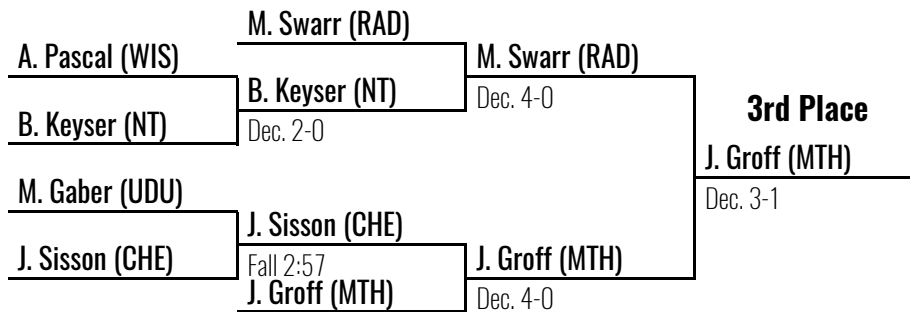 M. Swarr (RAD)
A. Pascal (WIS)
M. Swarr (RAD)
B. Keyser (NT)
Dec. 4-0
3rd Place
B. Keyser (NT)
Dec. 2-0
J. Groff (MTH)
M. Gaber (UDU)
Dec. 3-1
J. Sisson (CHE)
J. Sisson (CHE)
Fall 2:57
J. Groff (MTH)
J. Groff (MTH)
Dec. 4-0